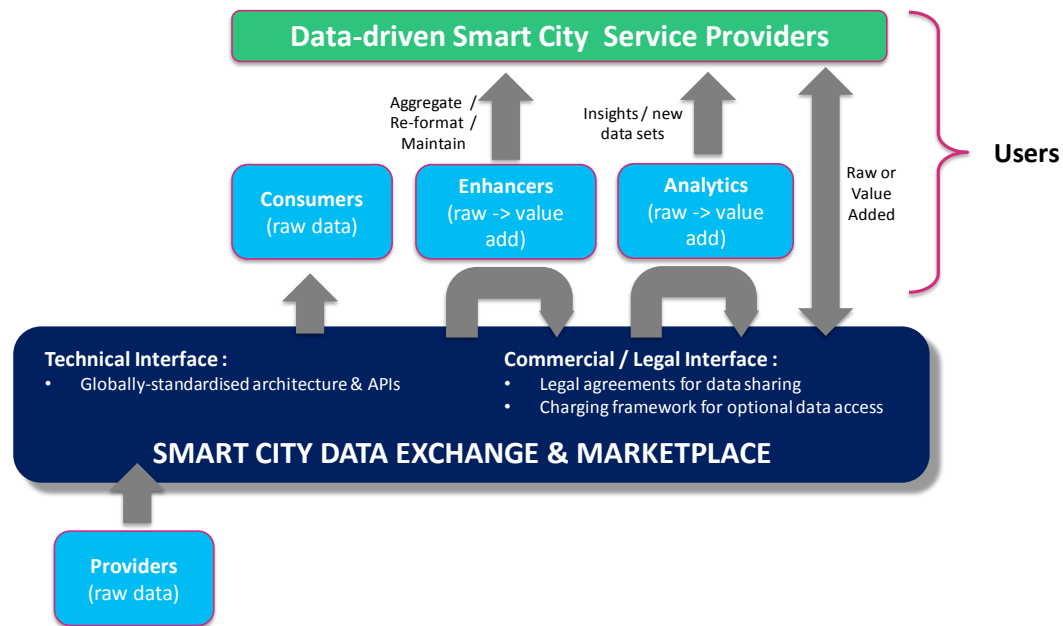 Data-driven Smart City  Service Providers
Aggregate /
Re-format /
Maintain
Insights / new
data sets
Raw or
Value
Added
Users
Consumers
(raw data)
Enhancers
(raw -> value
add)
Analytics
(raw -> value
add)
Technical Interface :
• Globally-standardised architecture & APIs
Commercial / Legal Interface :
• Legal agreements for data sharing
• Charging framework for optional data access
SMART CITY DATA EXCHANGE & MARKETPLACE
Providers
(raw data)